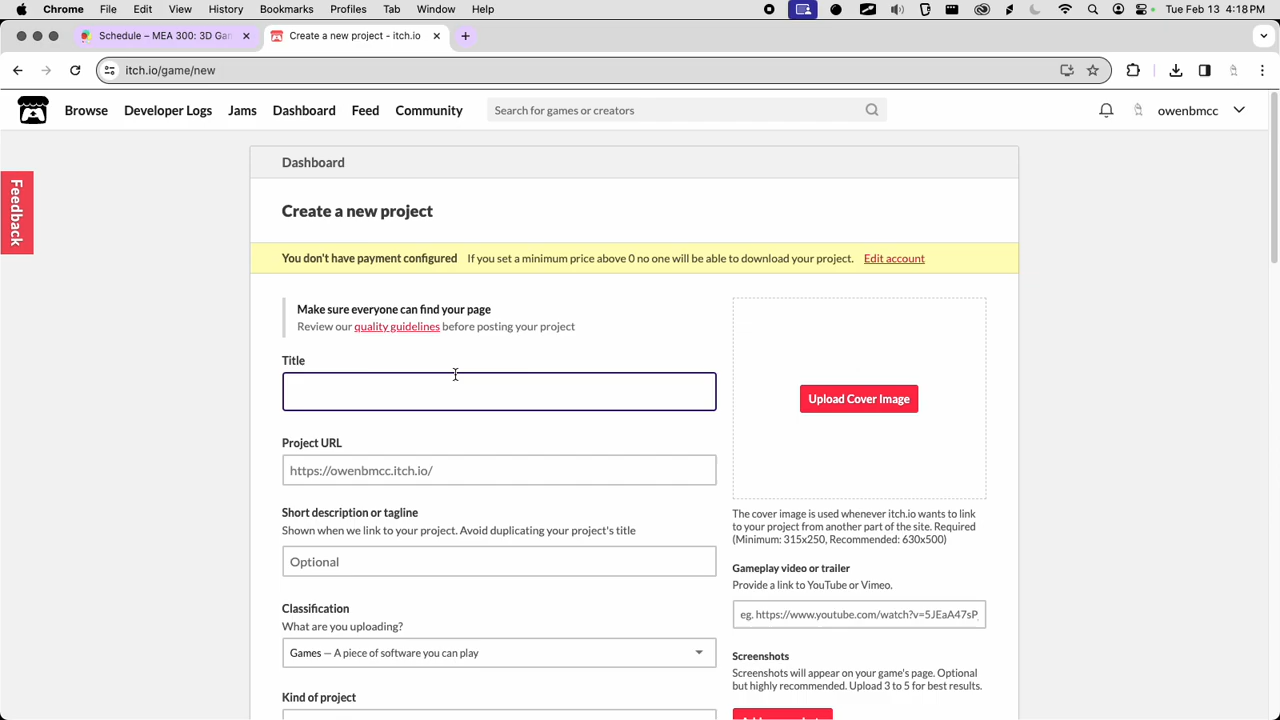 Chrome File Edit View History Bookmarks Profiles Tab Window Help Tue Feb 13 4:18 PM
Schedule – MEA 300: 3D Gan
Create a new project - itch.io
itch.io/game/new
Browse Developer Logs Jams Dashboard Feed Community
Search for games or creators
owenbmcc
Feedback
Dashboard
Create a new project
You don't have payment configured If you set a minimum price above 0 no one will be able to download your project. Edit account
Make sure everyone can find your page
Review our quality guidelines before posting your project
Title
Project URL
https://owenbmcc.itch.io/
Short description or tagline
Shown when we link to your project. Avoid duplicating your project's title
Optional
Classification
What are you uploading?
Games — A piece of software you can play
Kind of project
Upload Cover Image
The cover image is used whenever itch.io wants to link
to your project from another part of the site. Required
(Minimum: 315x250, Recommended: 630x500)
Gameplay video or trailer
Provide a link to YouTube or Vimeo.
eg. https://www.youtube.com/watch?v=5JEaA47sP
Screenshots
Screenshots will appear on your game's page. Optional
but highly recommended. Upload 3 to 5 for best results.